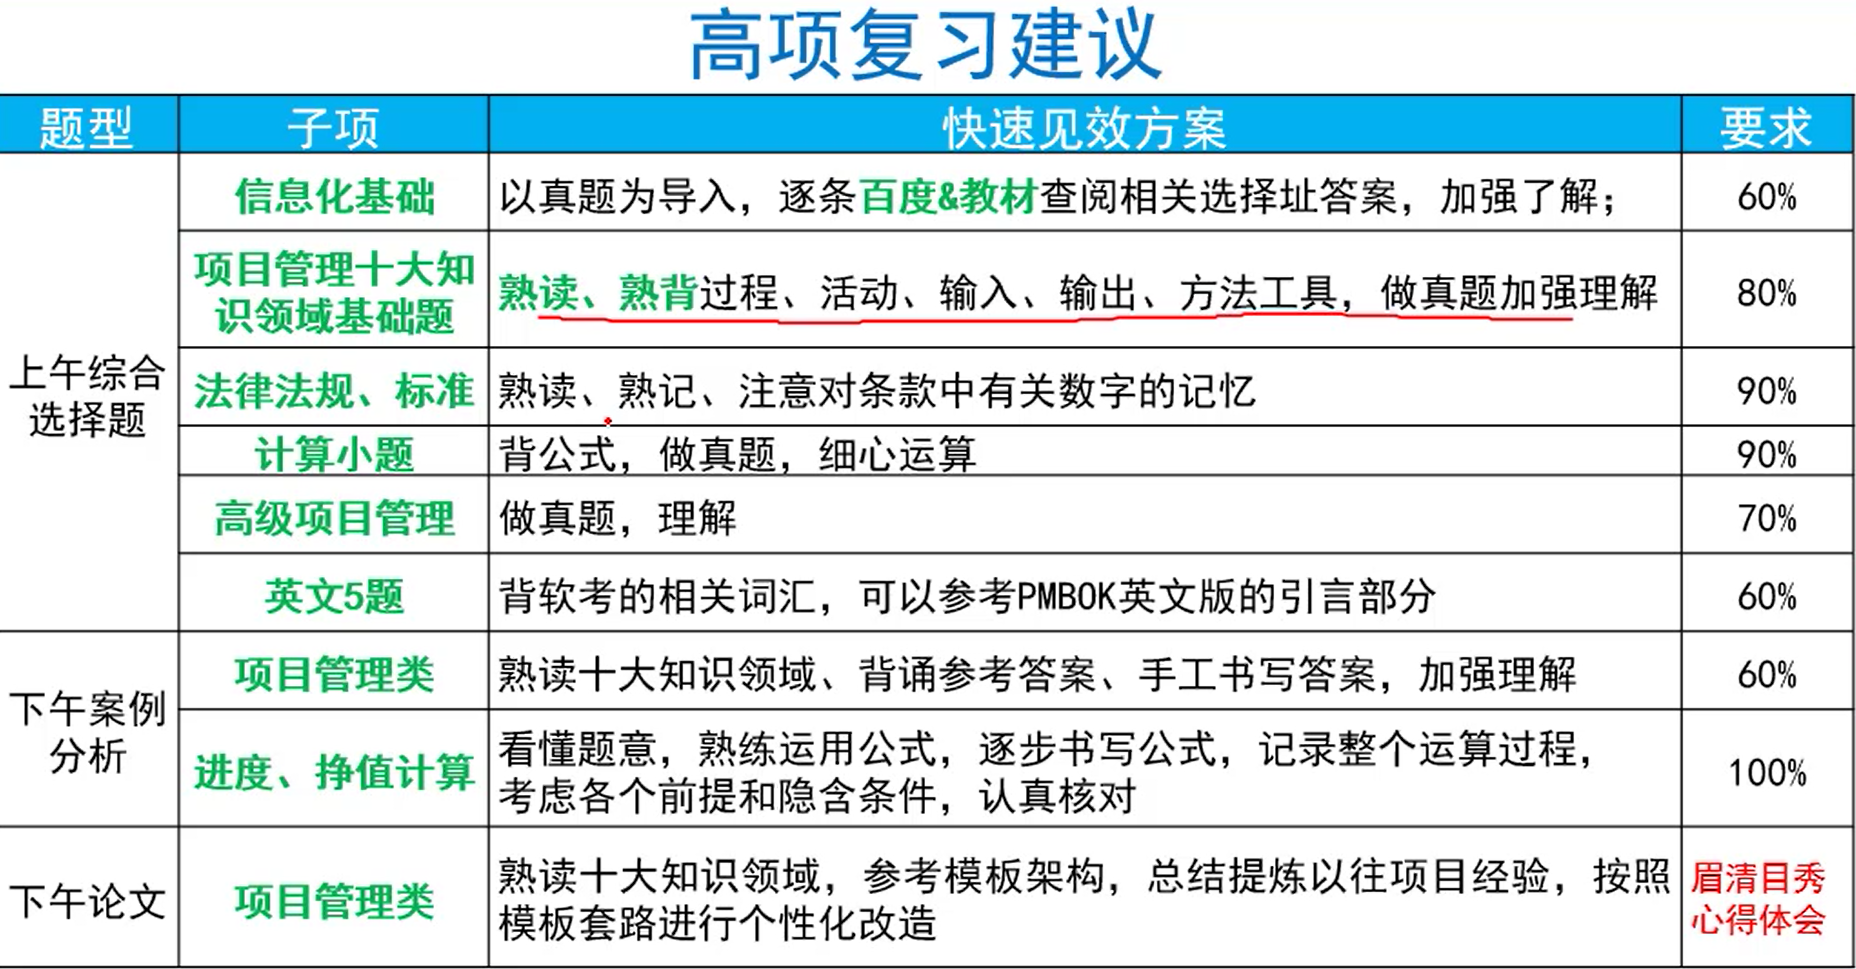 高项复习建议
题型 子项 快速见效方案 要求
上午综合
选择题
信息化基础 以真题为导入，逐条百度&教材查阅相关选择址答案，加强了解； 60%
项目管理十大知
识领域基础题
熟读、熟背过程、活动、输入、输出、方法工具，做真题加强理解 80%
法律法规、标准 熟读、熟记、注意对条款中有关数字的记忆 90%
计算小题 背公式，做真题，细心运算 90%
高级项目管理 做真题，理解 70%
英文5题 背软考的相关词汇，可以参考PMBOK英文版的引言部分 60%
下午案例
分析
项目管理类 熟读十大知识领域、背诵参考答案、手工书写答案，加强理解 60%
进度、挣值计算 看懂题意，熟练运用公式，逐步书写公式，记录整个运算过程，
考虑各个前提和隐含条件，认真核对
100%
下午论文 项目管理类 熟读十大知识领域，参考模板架构，总结提炼以往项目经验，按照
模板套路进行个性化改造
眉清目秀
心得体会